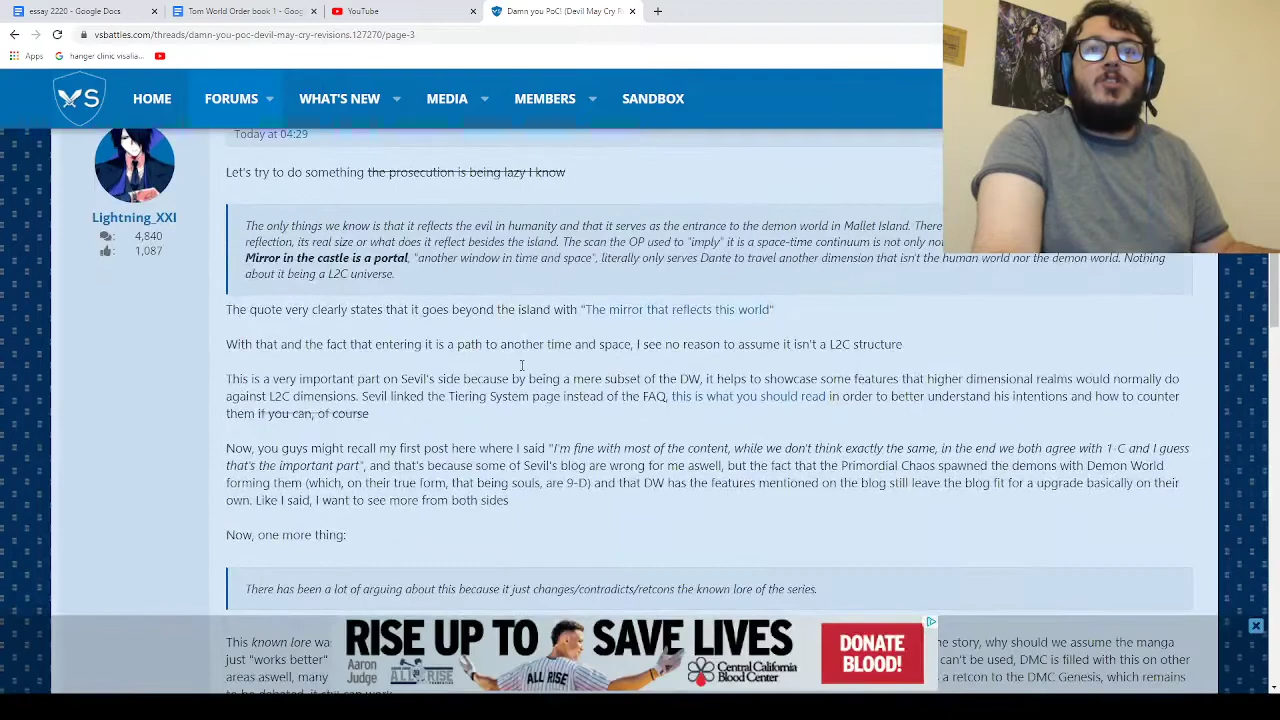 essay 2220 - Google Docs
Tom World Order book 1 - Goog
YouTube
Damn you PoC! (Devil May Cry R
vsbattles.com/threads/damn-you-poc-devil-may-cry-revisions.127270/page-3
Apps
hanger clinic visalia...
S
HOME
FORUMS
WHAT'S NEW
MEDIA
MEMBERS
SANDBOX
Today at 04:29
Lightning_XXI
4,840
1,087
Let's try to do something the prosecution is being lazy I know
The only things we know is that it reflects the evil in humanity and that it serves as the entrance to the demon world in Mallet Island. There
reflection, its real size or what does it reflect besides the island. The scan the OP used to "imply" it is a space-time continuum is not only no
Mirror in the castle is a portal, "another window in time and space", literally only serves Dante to travel another dimension that isn't the human world nor the demon world. Nothing
about it being a L2C universe.
The quote very clearly states that it goes beyond the island with "The mirror that reflects this world"
With that and the fact that entering it is a path to another time and space, I see no reason to assume it isn't a L2C structure
This is a very important part on Sevil's side because by being a mere subset of the DW, it helps to showcase some features that higher dimensional realms would normally do
against L2C dimensions. Sevil linked the Tiering System page instead of the FAQ, this is what you should read in order to better understand his intentions and how to counter
them if you can, of course
Now, you guys might recall my first post here where I said "I'm fine with most of the content, while we don't think exactly the same, in the end we both agree with 1-C and I guess
that's the important part", and that's because some of Sevil's blog are wrong for me aswell, but the fact that the Primordial Chaos spawned the demons with Demon World
forming them (which, on their true form, that being souls, are 9-D) and that DW has the features mentioned on the blog still leave the blog fit for a upgrade basically on their
own. Like I said, I want to see more from both sides
Now, one more thing:
There has been a lot of arguing about this because it just changes/contradicts/retcons the known lore of the series.
This known lore wa
he story, why should we assume the manga
just "works better"
can't be used, DMC is filled with this on other
areas aswell, many
a retcon to the DMC Genesis, which remains
RISE UP TO SAVE LIVES
Aaron
Judge
ALL RISE
ALL RISE
Central California
Blood Center
DONATE
BLOOD!